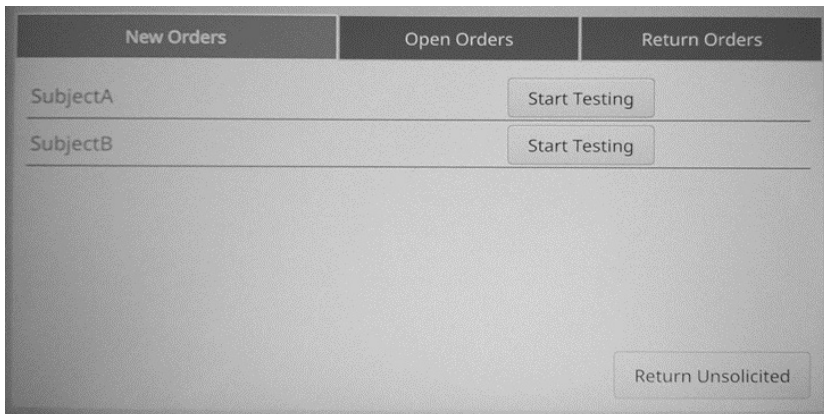 New Orders Open Orders Return Orders
SubjectA Start Testing
SubjectB Start Testing
Return Unsolicited